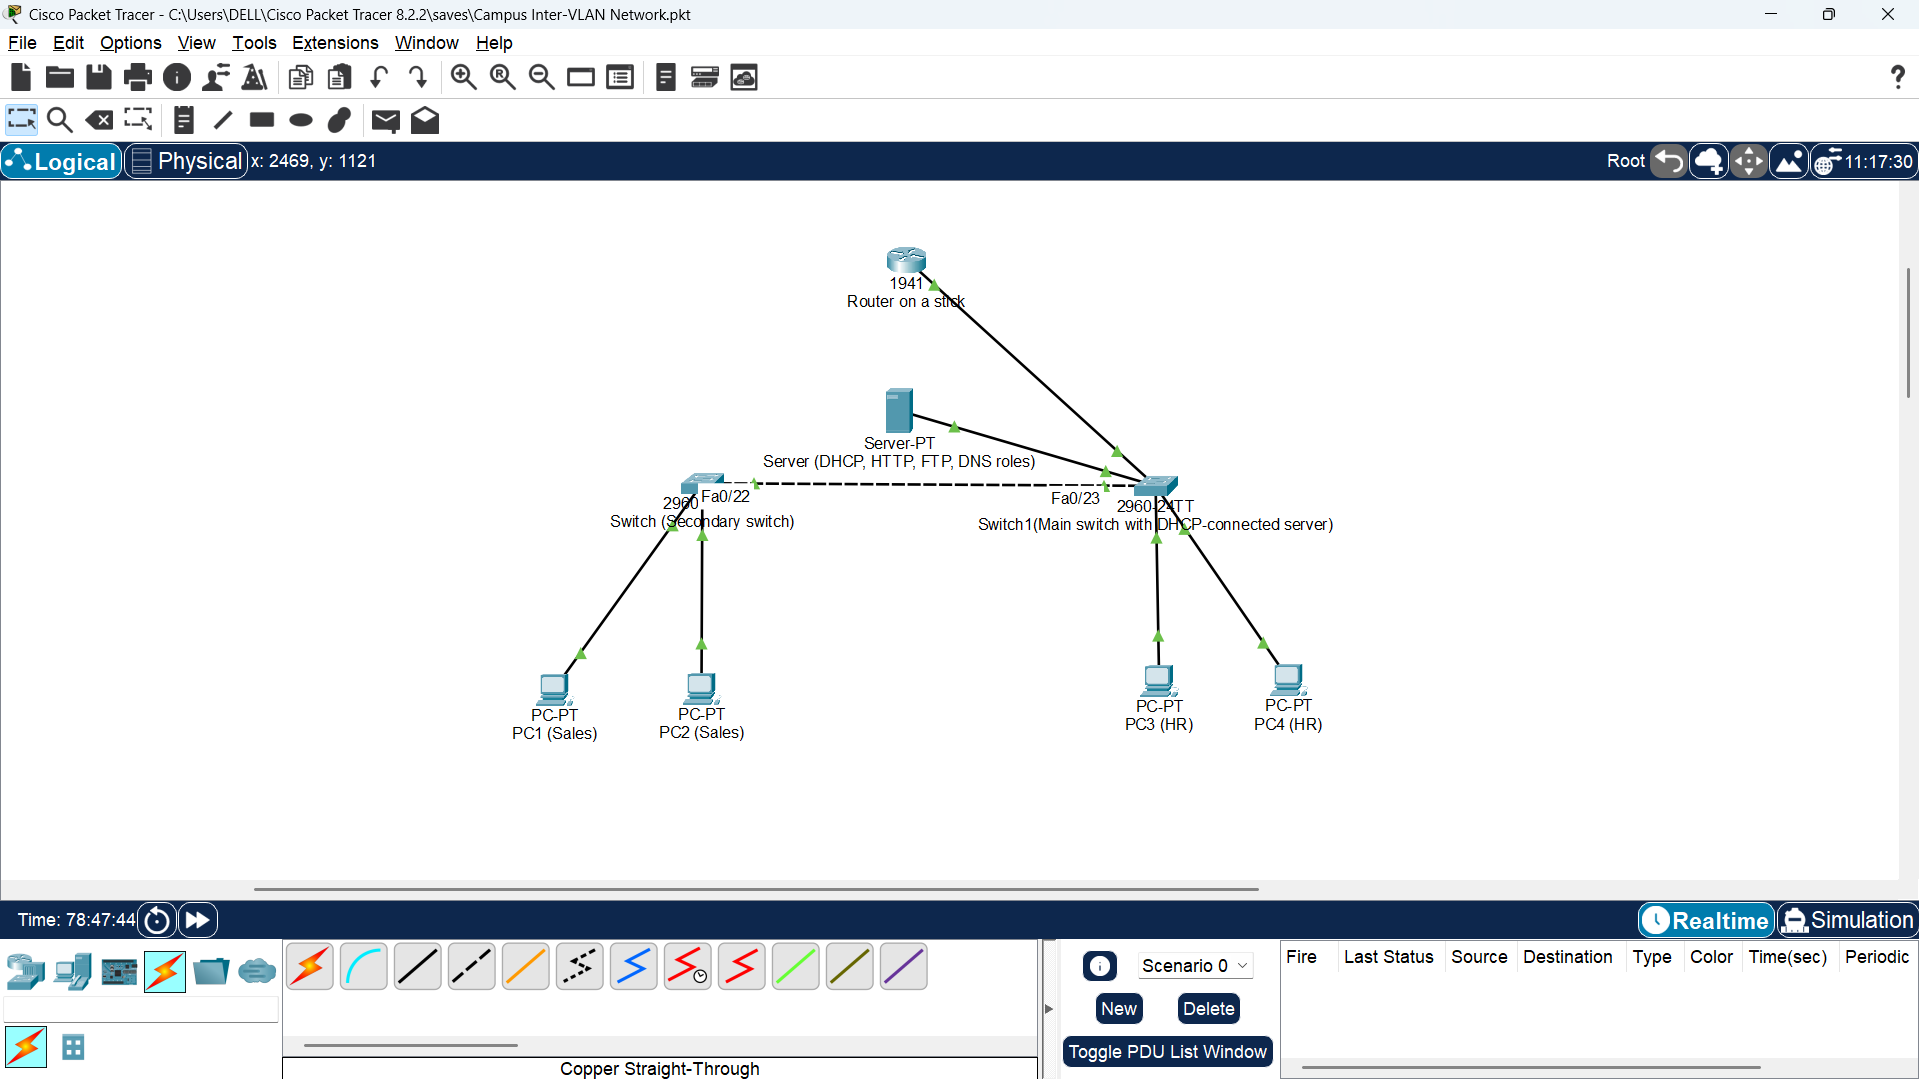 Cisco Packet Tracer - C:\Users\DELL\Cisco Packet Tracer 8.2.2\saves\Campus Inter-VLAN Network.pkt
File Edit Options View Tools Extensions Window Help
Logical Physical x: 2469, y: 1121 Root 11:17:30
1941
Router on a stick
Server-PT
Server (DHCP, HTTP, FTP, DNS roles)
2960 Fa0/22
Switch (Secondary switch)
Fa0/23
2960-24TT
Switch1(Main switch with DHCP-connected server)
PC-PT
PC1 (Sales)
PC-PT
PC2 (Sales)
PC-PT
PC3 (HR)
PC-PT
PC4 (HR)
Time: 78:47:44 Realtime Simulation
Scenario 0
New Delete
Toggle PDU List Window
Fire Last Status Source Destination Type Color Time(sec) Periodic
Copper Straight-Through